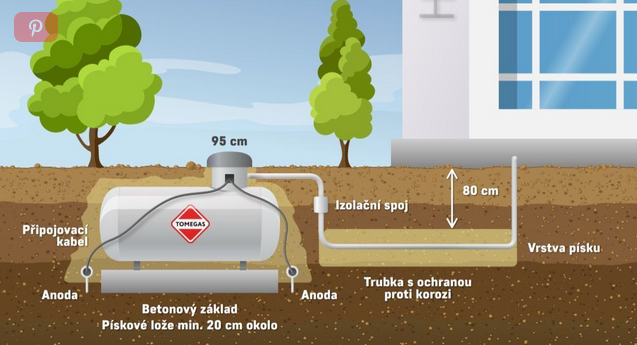 95 cm
80 cm
Izolační spoj
TOMEGAS
Připojovací
kabel
Vrstva písku
Anoda
Anoda
Trubka s ochranou
proti korozi
Betonový základ
Pískové lože min. 20 cm okolo